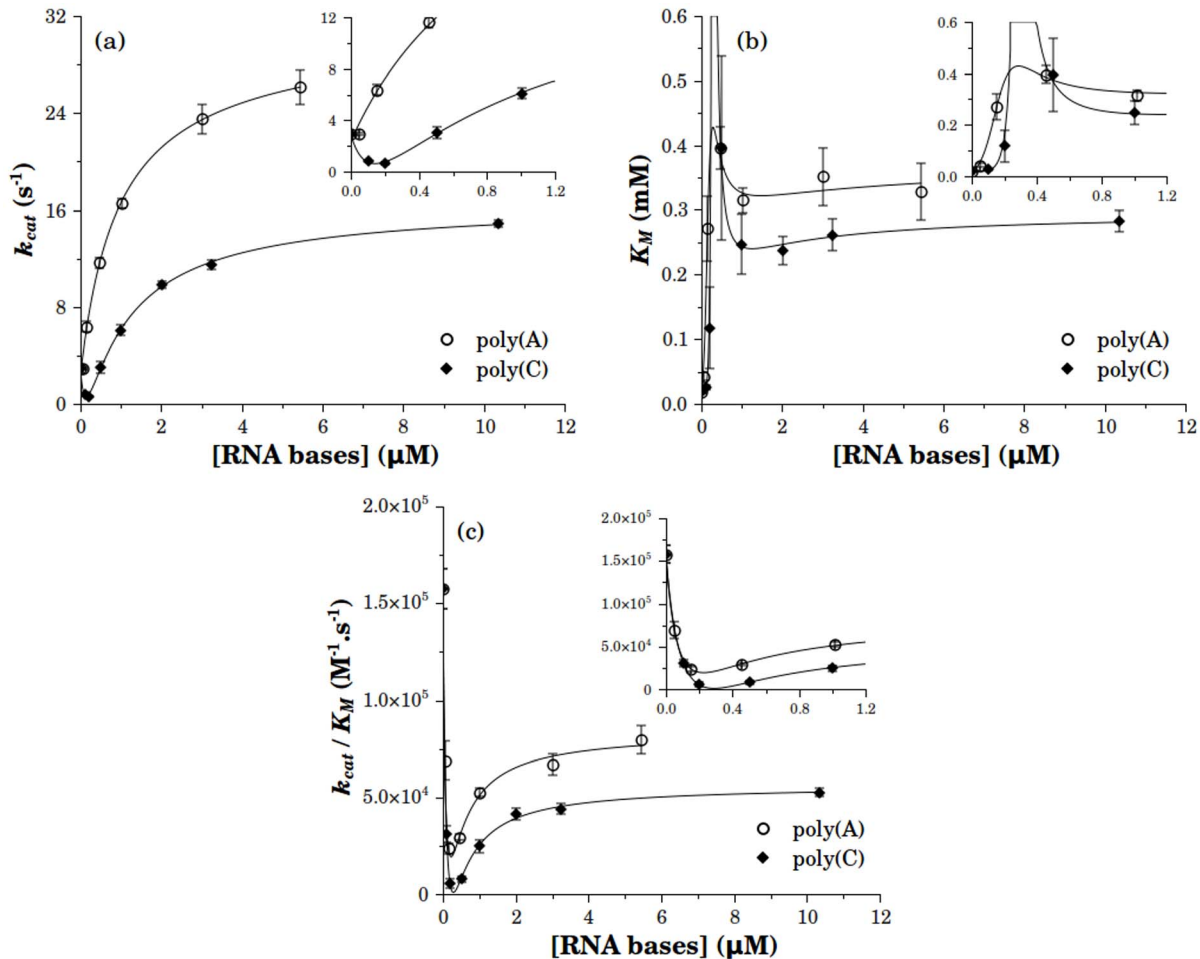 (a)
k_cat (s⁻¹)
32
24
16
8
0
0 2 4 6 8 10 12
[RNA bases] (μM)
poly(A)
poly(C)
12
8
4
0
0.0 0.4 0.8 1.2
(b)
K_M (mM)
0.6
0.5
0.4
0.3
0.2
0.1
0.0
0 2 4 6 8 10 12
[RNA bases] (μM)
poly(A)
poly(C)
0.6
0.4
0.2
0.0
0.0 0.4 0.8 1.2
(c)
k_cat / K_M (M⁻¹.s⁻¹)
2.0×10⁵
1.5×10⁵
1.0×10⁵
5.0×10⁴
0
0 2 4 6 8 10 12
[RNA bases] (μM)
poly(A)
poly(C)
2.0×10⁵
1.5×10⁵
1.0×10⁵
5.0×10⁴
0
0.0 0.4 0.8 1.2